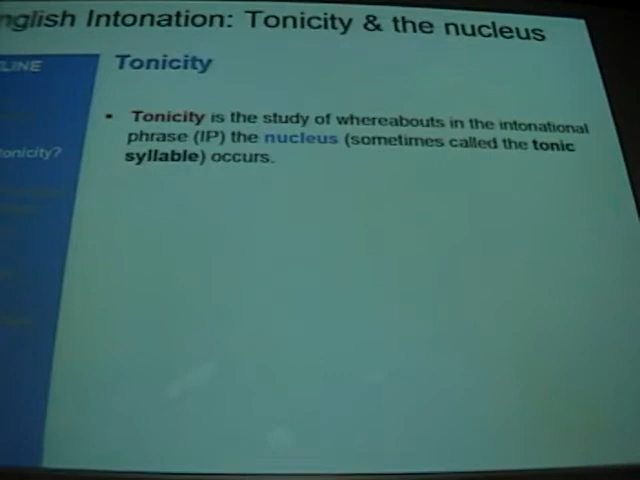 nglish Intonation: Tonicity & the nucleus
LINE
Tonicity
Tonicity is the study of whereabouts in the intonational
phrase (IP) the nucleus (sometimes called the tonic
syllable) occurs.
tonicity?